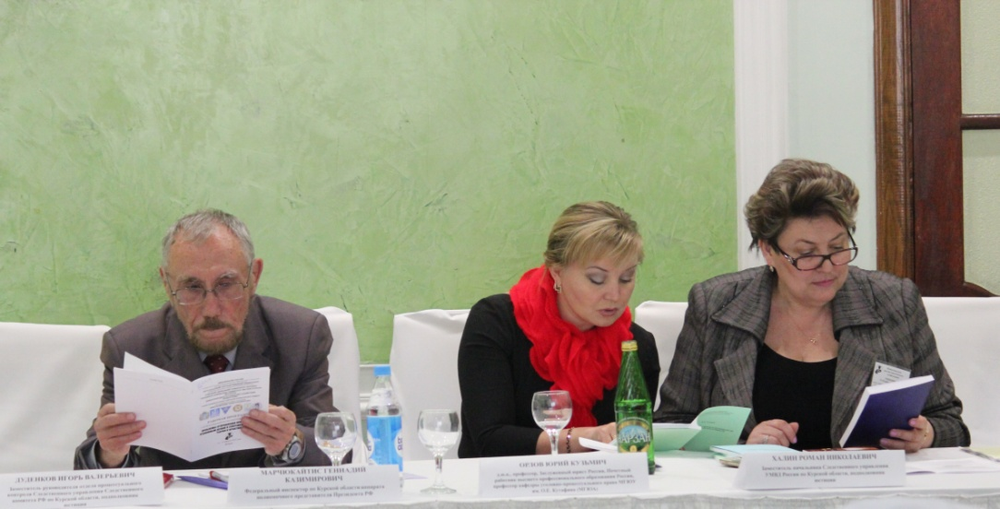 ДУДЕНКОВ ИГОРЬ ВАЛЕРЬЕВИЧ
Заместитель руководителя отдела процессуального
контроля Следственного управления Следственного
комитета РФ по Курской области, подполковник
юстиции
МАРЧЮКАЙТИС ГЕННАДИЙ
КАЗИМИРОВИЧ
Федеральный инспектор по Курской области аппарата
полномочного представителя Президента РФ
ОРЛОВ ЮРИЙ КУЗЬМИЧ
д.ю.н., профессор, Заслуженный юрист России, Почетный
работник высшего профессионального образования России,
профессор кафедры уголовно-процессуального права МГЮУ
им. О.Е. Кутафина (МГЮА)
НАРЗАН
ХАЛИН РОМАН НИКОЛАЕВИЧ
Заместитель начальника Следственного управления
УМВД России по Курской области, подполковник
юстиции